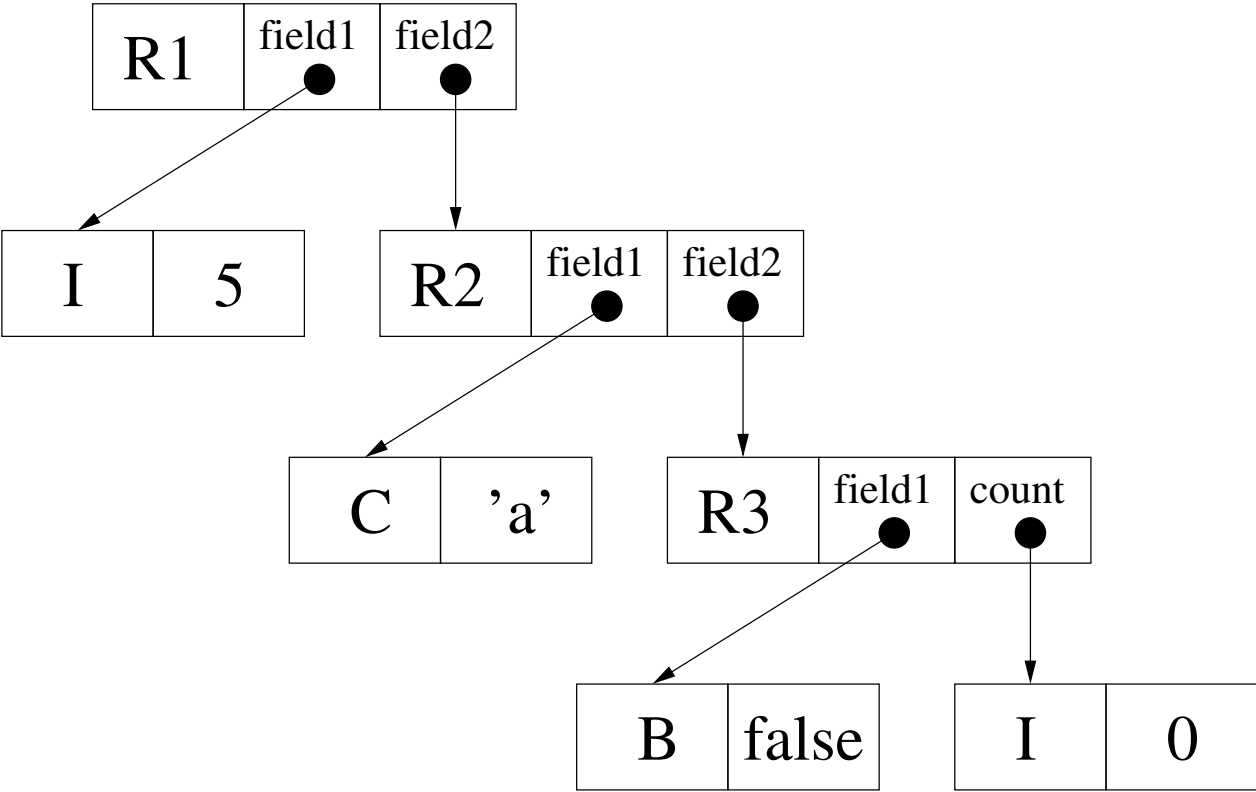 R1 field1 field2
I 5
R2 field1 field2
C 'a'
R3 field1 count
B false
I 0